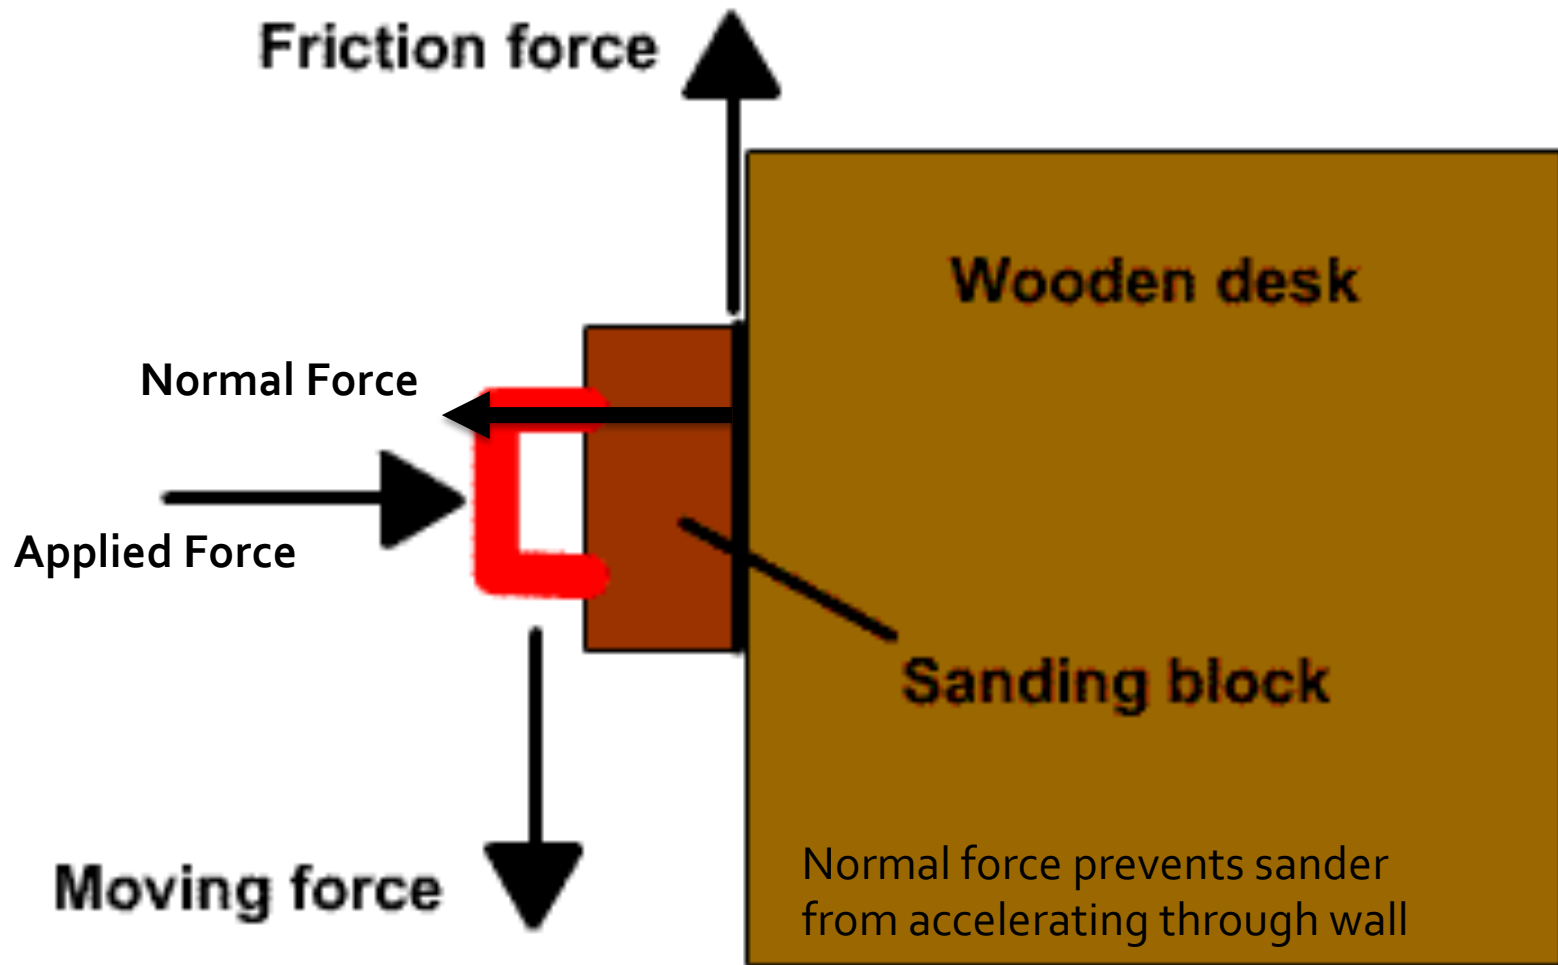 Friction force
Wooden desk
Normal Force
Applied Force
Sanding block
Moving force
Normal force prevents sander
from accelerating through wall